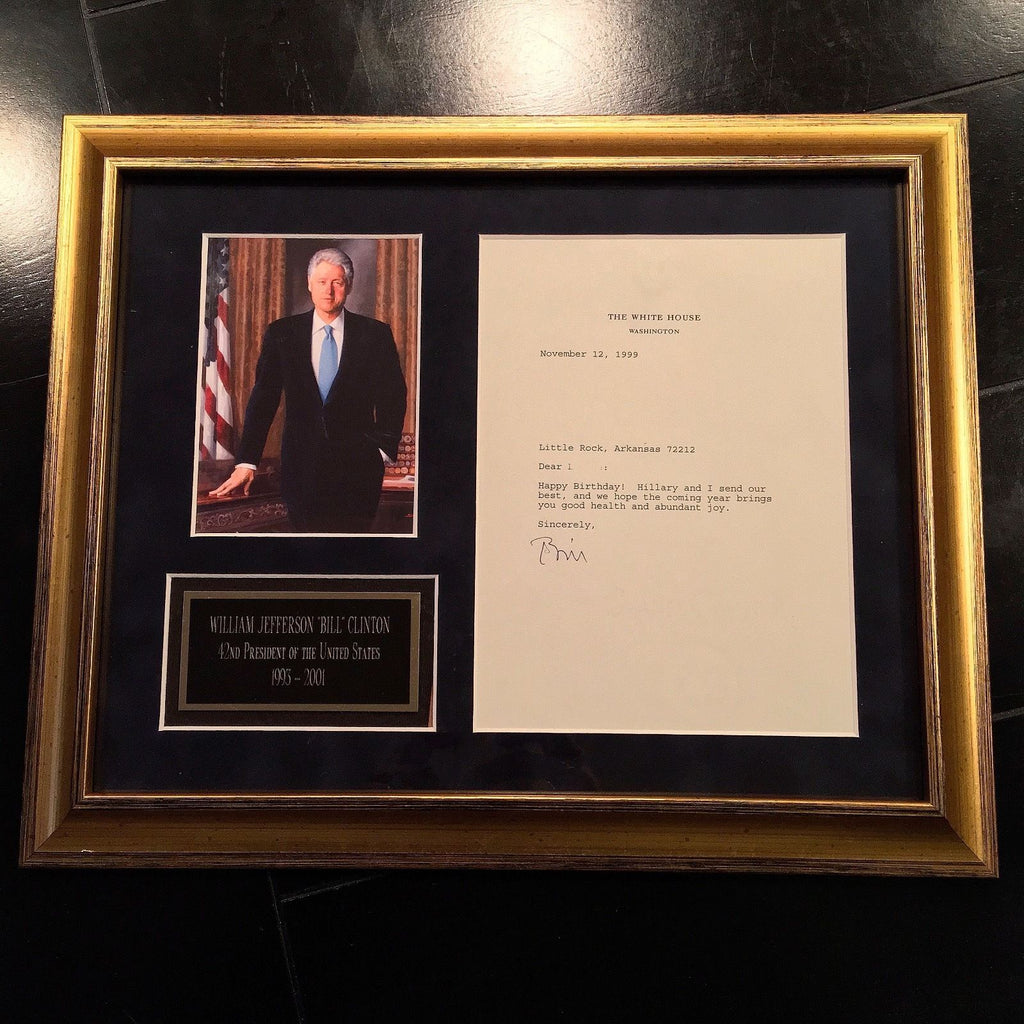 THE WHITE HOUSE
WASHINGTON
November 12, 1999
Little Rock, Arkansas 72212
Dear :
Happy Birthday! Hillary and I send our
best, and we hope the coming year brings
you good health and abundant joy.
Sincerely,
Bill
WILLIAM JEFFERSON "BILL" CLINTON
42ND PRESIDENT OF THE UNITED STATES
1993 – 2001